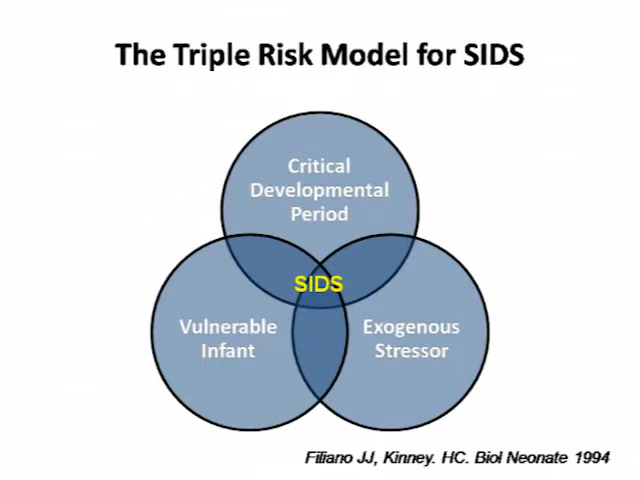 The Triple Risk Model for SIDS
Critical
Developmental
Period
SIDS
Vulnerable
Infant
Exogenous
Stressor
Filiano JJ, Kinney. HC. Biol Neonate 1994